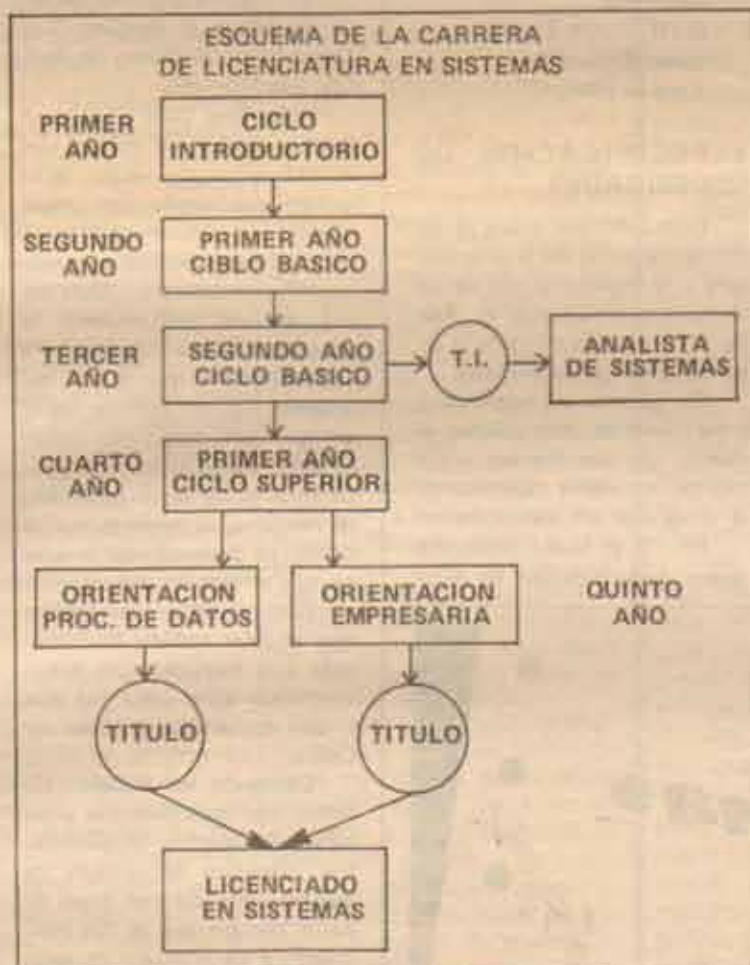 ESQUEMA DE LA CARRERA
DE LICENCIATURA EN SISTEMAS
PRIMER
AÑO
CICLO
INTRODUCTORIO
SEGUNDO
AÑO
PRIMER AÑO
CIBLO BASICO
TERCER
AÑO
SEGUNDO AÑO
CICLO BASICO
T.I.
ANALISTA
DE SISTEMAS
CUARTO
AÑO
PRIMER AÑO
CICLO SUPERIOR
ORIENTACION
PROC. DE DATOS
ORIENTACION
EMPRESARIA
QUINTO
AÑO
TITULO
TITULO
LICENCIADO
EN SISTEMAS